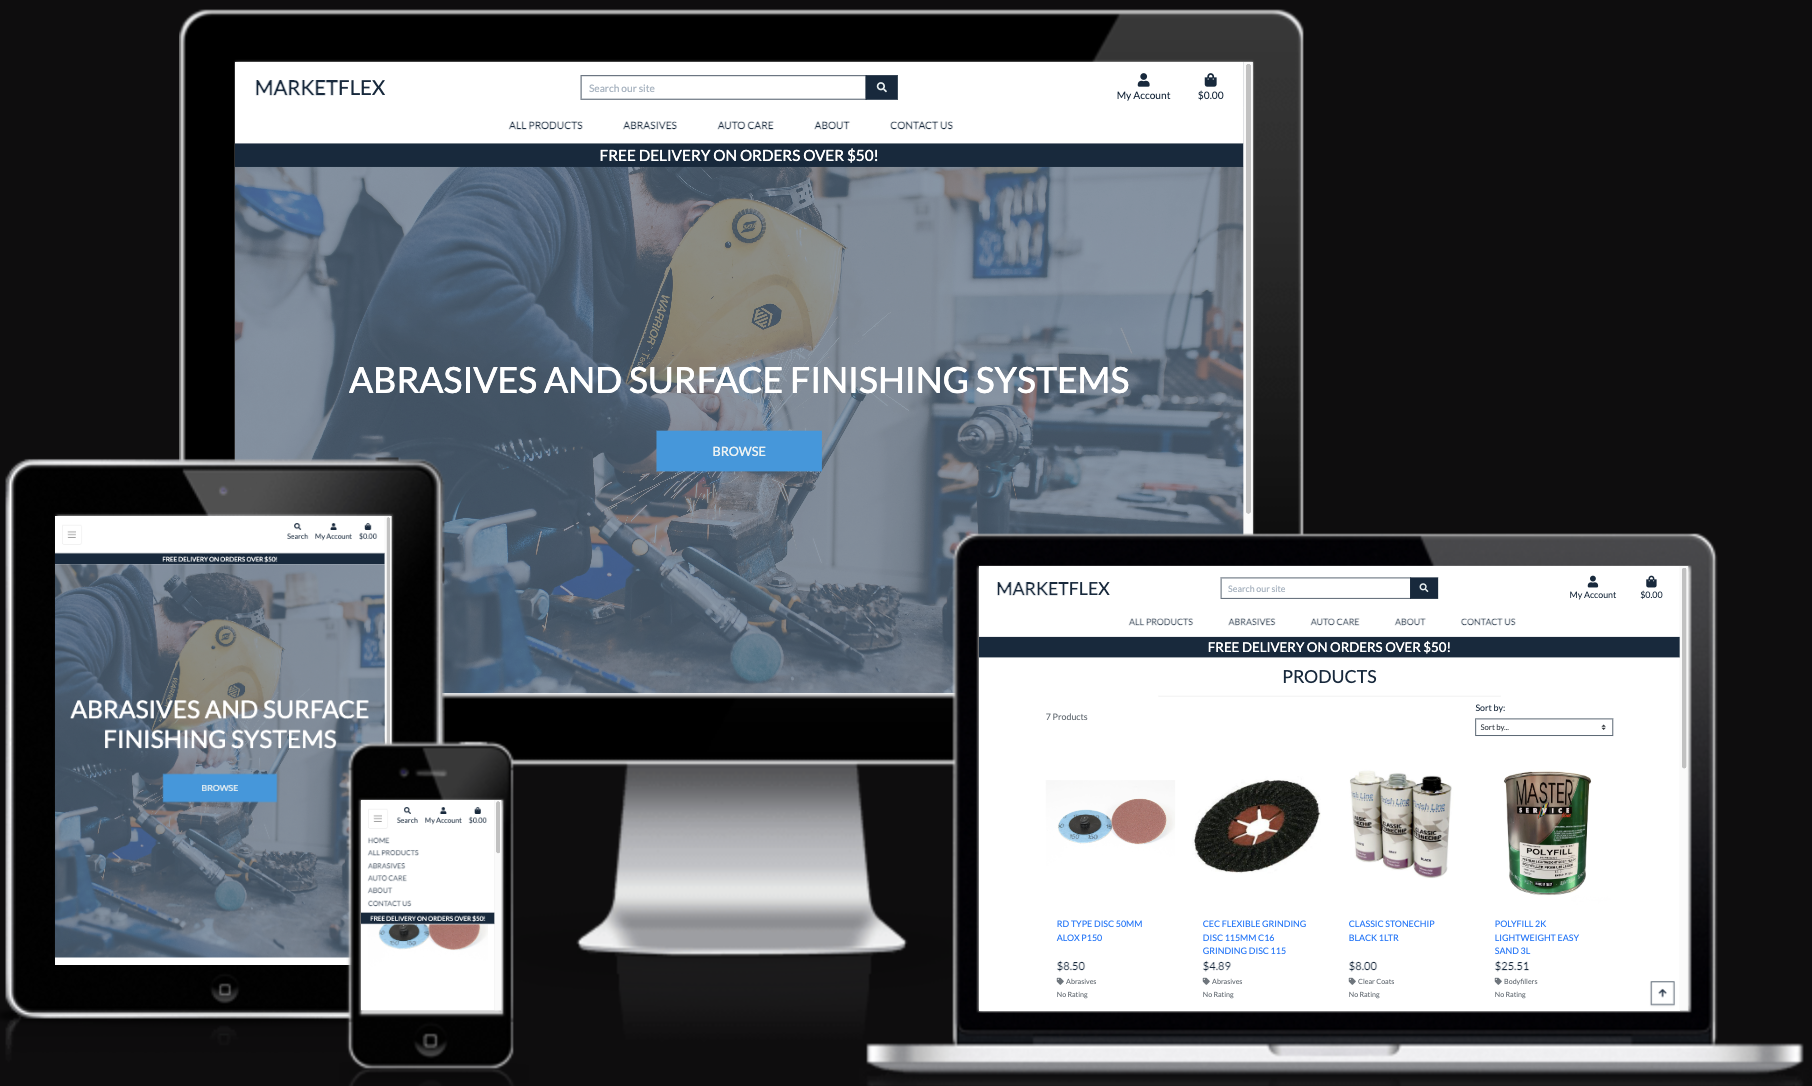 MARKETFLEX
Search our site
My Account
$0.00
ALL PRODUCTS ABRASIVES AUTO CARE ABOUT CONTACT US
FREE DELIVERY ON ORDERS OVER $50!
WARRIOR
ABRASIVES AND SURFACE FINISHING SYSTEMS
BROWSE
Search My Account $0.00
FREE DELIVERY ON ORDERS OVER $50!
ABRASIVES AND SURFACE
FINISHING SYSTEMS
BROWSE
Search My Account $0.00
HOME
ALL PRODUCTS
ABRASIVES
AUTO CARE
ABOUT
CONTACT US
FREE DELIVERY ON ORDERS OVER $50!
MARKETFLEX
Search our site
My Account
$0.00
ALL PRODUCTS ABRASIVES AUTO CARE ABOUT CONTACT US
FREE DELIVERY ON ORDERS OVER $50!
PRODUCTS
7 Products
Sort by:
Sort by...
CLASSIC
STONECHIP
BLACK
MASTER
SERVICE
POLYFILL
RD TYPE DISC 50MM
ALOX P150
$8.50
Abrasives
No Rating
CEC FLEXIBLE GRINDING
DISC 115MM C16
GRINDING DISC 115
$4.89
Abrasives
No Rating
CLASSIC STONECHIP
BLACK 1LTR
$8.00
Clear Coats
No Rating
POLYFILL 2K
LIGHTWEIGHT EASY
SAND 3L
$25.51
Bodyfillers
No Rating